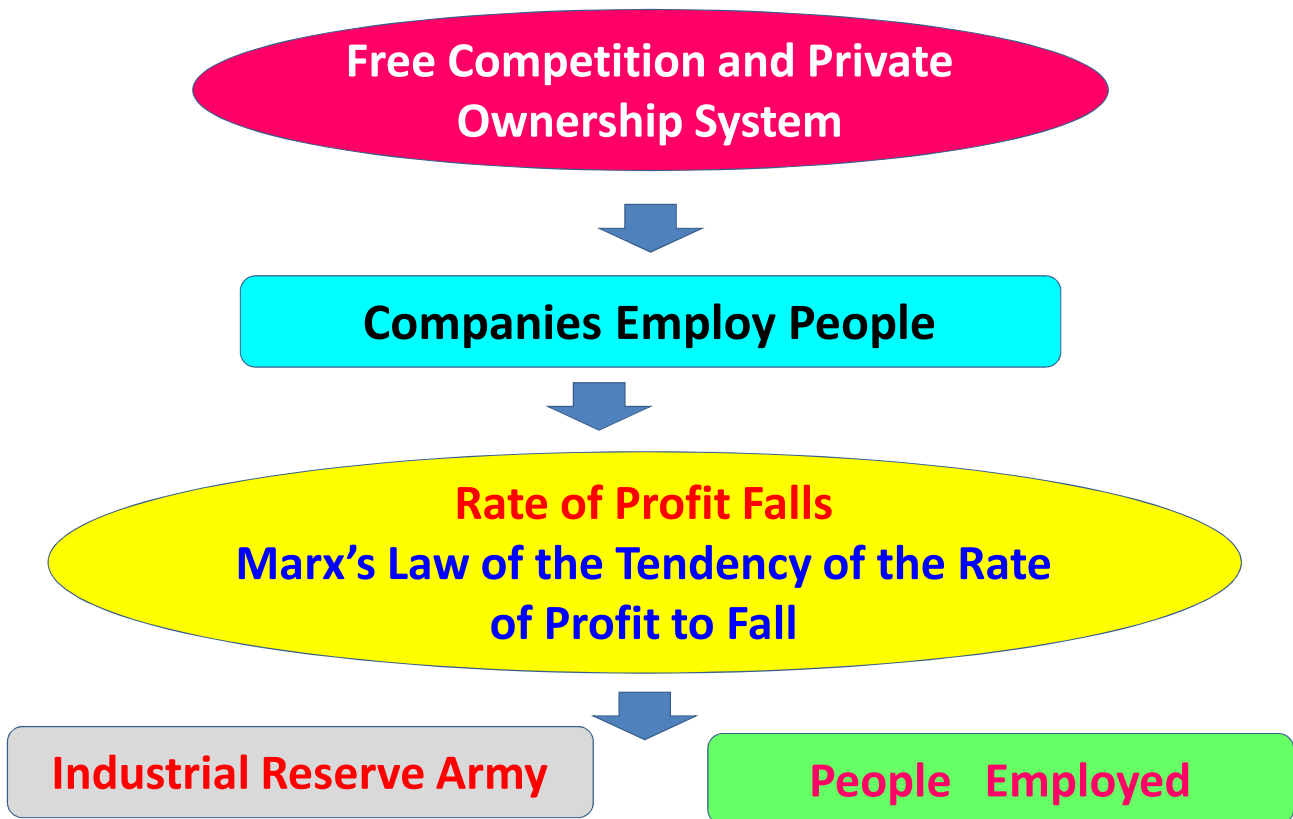 Free Competition and Private
Ownership System
Companies Employ People
Rate of Profit Falls
Marx’s Law of the Tendency of the Rate
of Profit to Fall
Industrial Reserve Army
People Employed